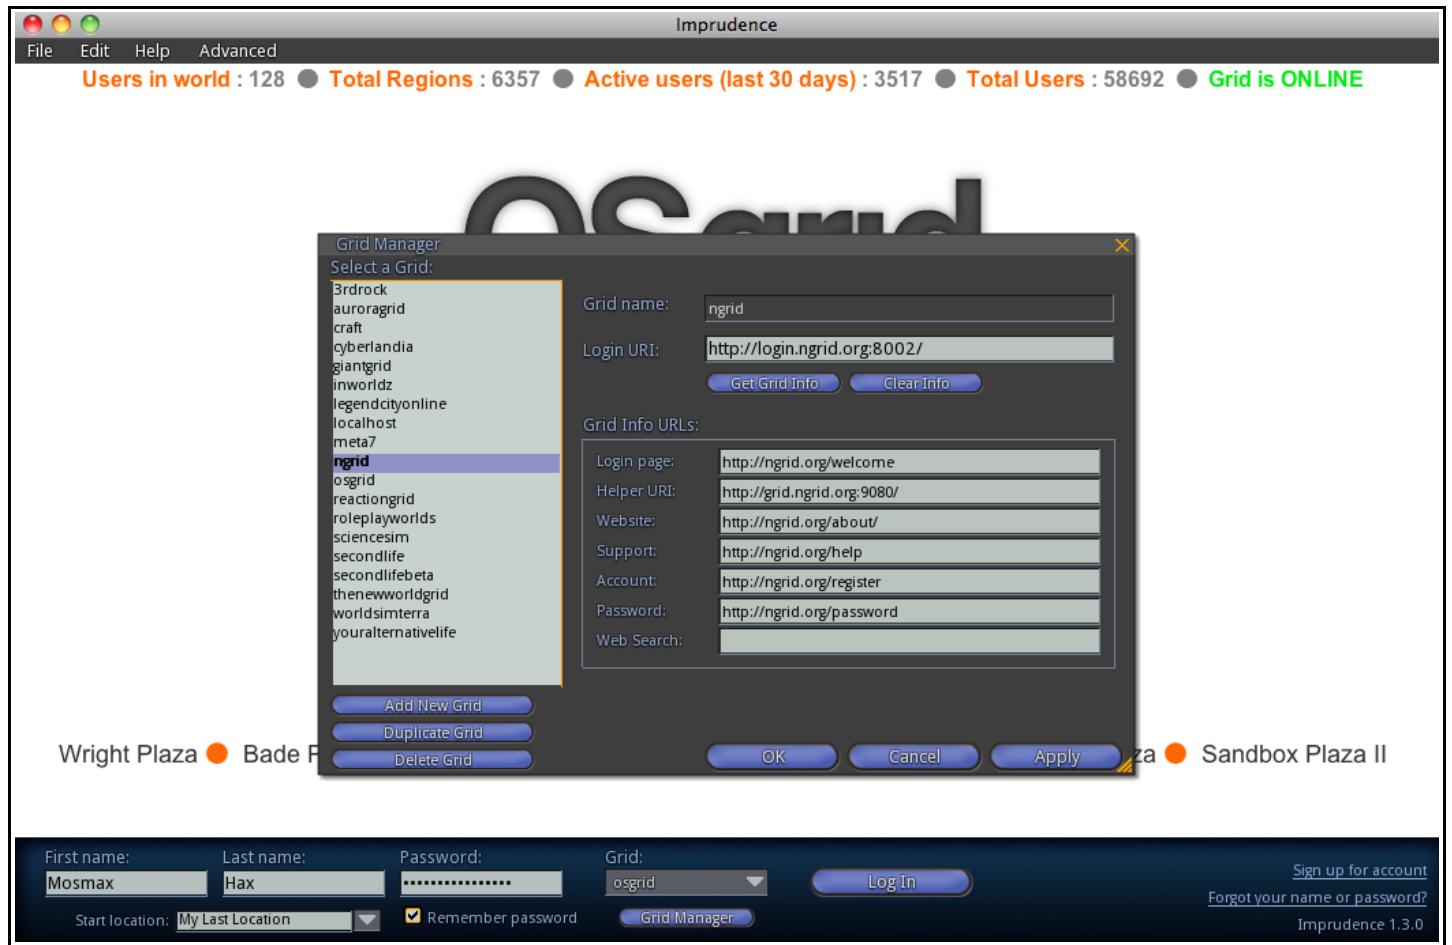 Imprudence
File Edit Help Advanced
Users in world : 128 ● Total Regions : 6357 ● Active users (last 30 days) : 3517 ● Total Users : 58692 ● Grid is ONLINE
OSgrid
Grid Manager
Select a Grid:
3rdrock
auroragrid
craft
cyberlandia
giantgrid
inworldz
legendcityonline
localhost
meta7
ngrid
osgrid
reactiongrid
roleplayworlds
sciencesim
secondlife
secondlifebeta
thenewworldgrid
worldsimterra
youralternativelife
Add New Grid
Duplicate Grid
Delete Grid
Grid name: ngrid
Login URI: http://login.ngrid.org:8002/
Get Grid Info Clear Info
Grid Info URLs:
Login page: http://ngrid.org/welcome
Helper URI: http://grid.ngrid.org:9080/
Website: http://ngrid.org/about/
Support: http://ngrid.org/help
Account: http://ngrid.org/register
Password: http://ngrid.org/password
Web Search:
OK Cancel Apply
Wright Plaza ● Bade za ● Sandbox Plaza II
First name: Last name: Password: Grid:
Mosmax Hax •••••••••••••••• osgrid Log In
Start location: My Last Location Remember password Grid Manager
Sign up for account
Forgot your name or password?
Imprudence 1.3.0